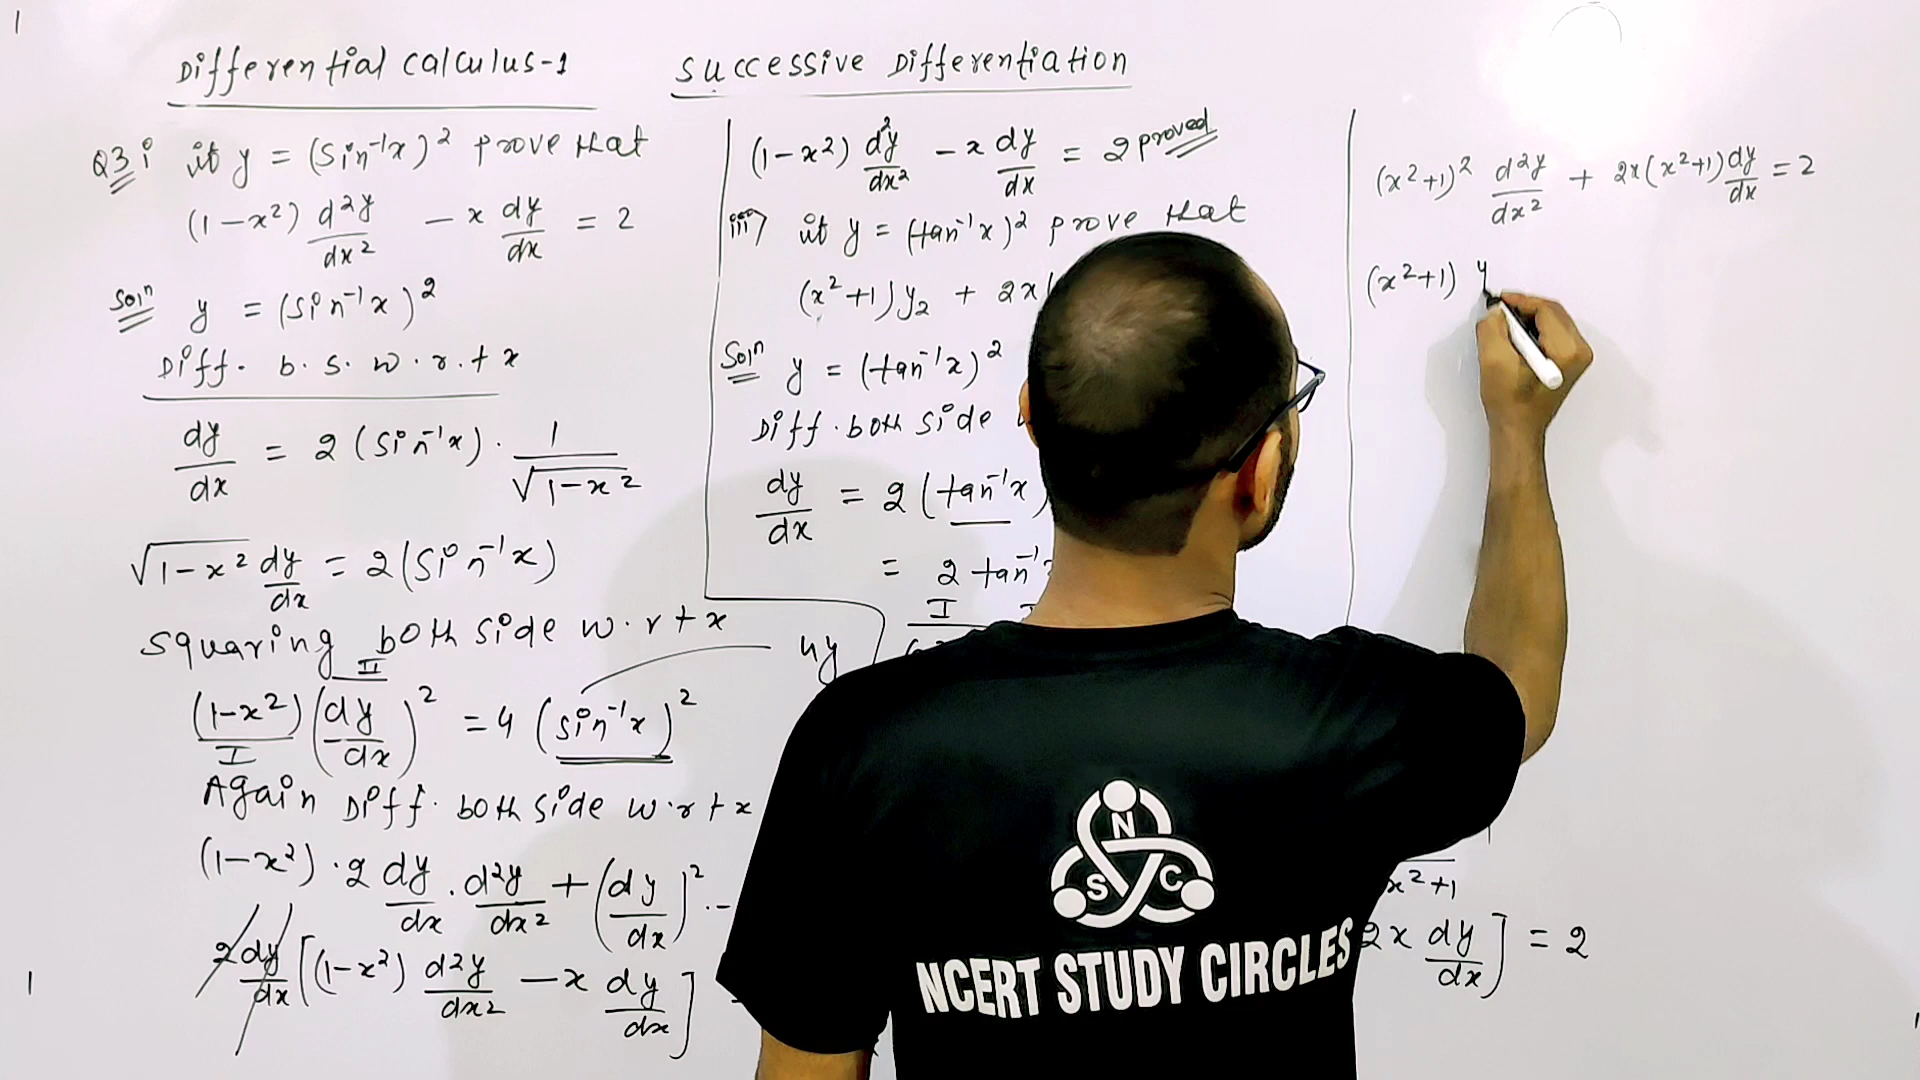 Differential Calculus-1
Successive Differentiation
Q3 i if y = (sin⁻¹x)² prove that
(1-x²) d²y/dx² - x dy/dx = 2
Soln y = (sin⁻¹x)²
Diff. b.s.w.r.t x
dy/dx = 2(sin⁻¹x) · 1/√1-x²
√1-x² dy/dx = 2(sin⁻¹x)
Squaring both side w.r.t x
(1-x²) (dy/dx)² = 4 (sin⁻¹x)² 4y
I II
Again Diff. both side w.r.t x
(1-x²)·2 dy/dx · d²y/dx² + (dy/dx)² · -
2 dy/dx [(1-x²) d²y/dx² - x dy/dx]
(1-x²) d²y/dx² - x dy/dx = 2 proved
iii) if y = (tan⁻¹x)² prove that
(x²+1) y₂ + 2x
Soln y = (tan⁻¹x)²
Diff. both side
dy/dx = 2(tan⁻¹x)
= 2 tan⁻¹
I
x²+1
2x dy/dx] = 2
(x²+1)² d²y/dx² + 2x(x²+1) dy/dx = 2
(x²+1) y
NSC
NCERT STUDY CIRCLES